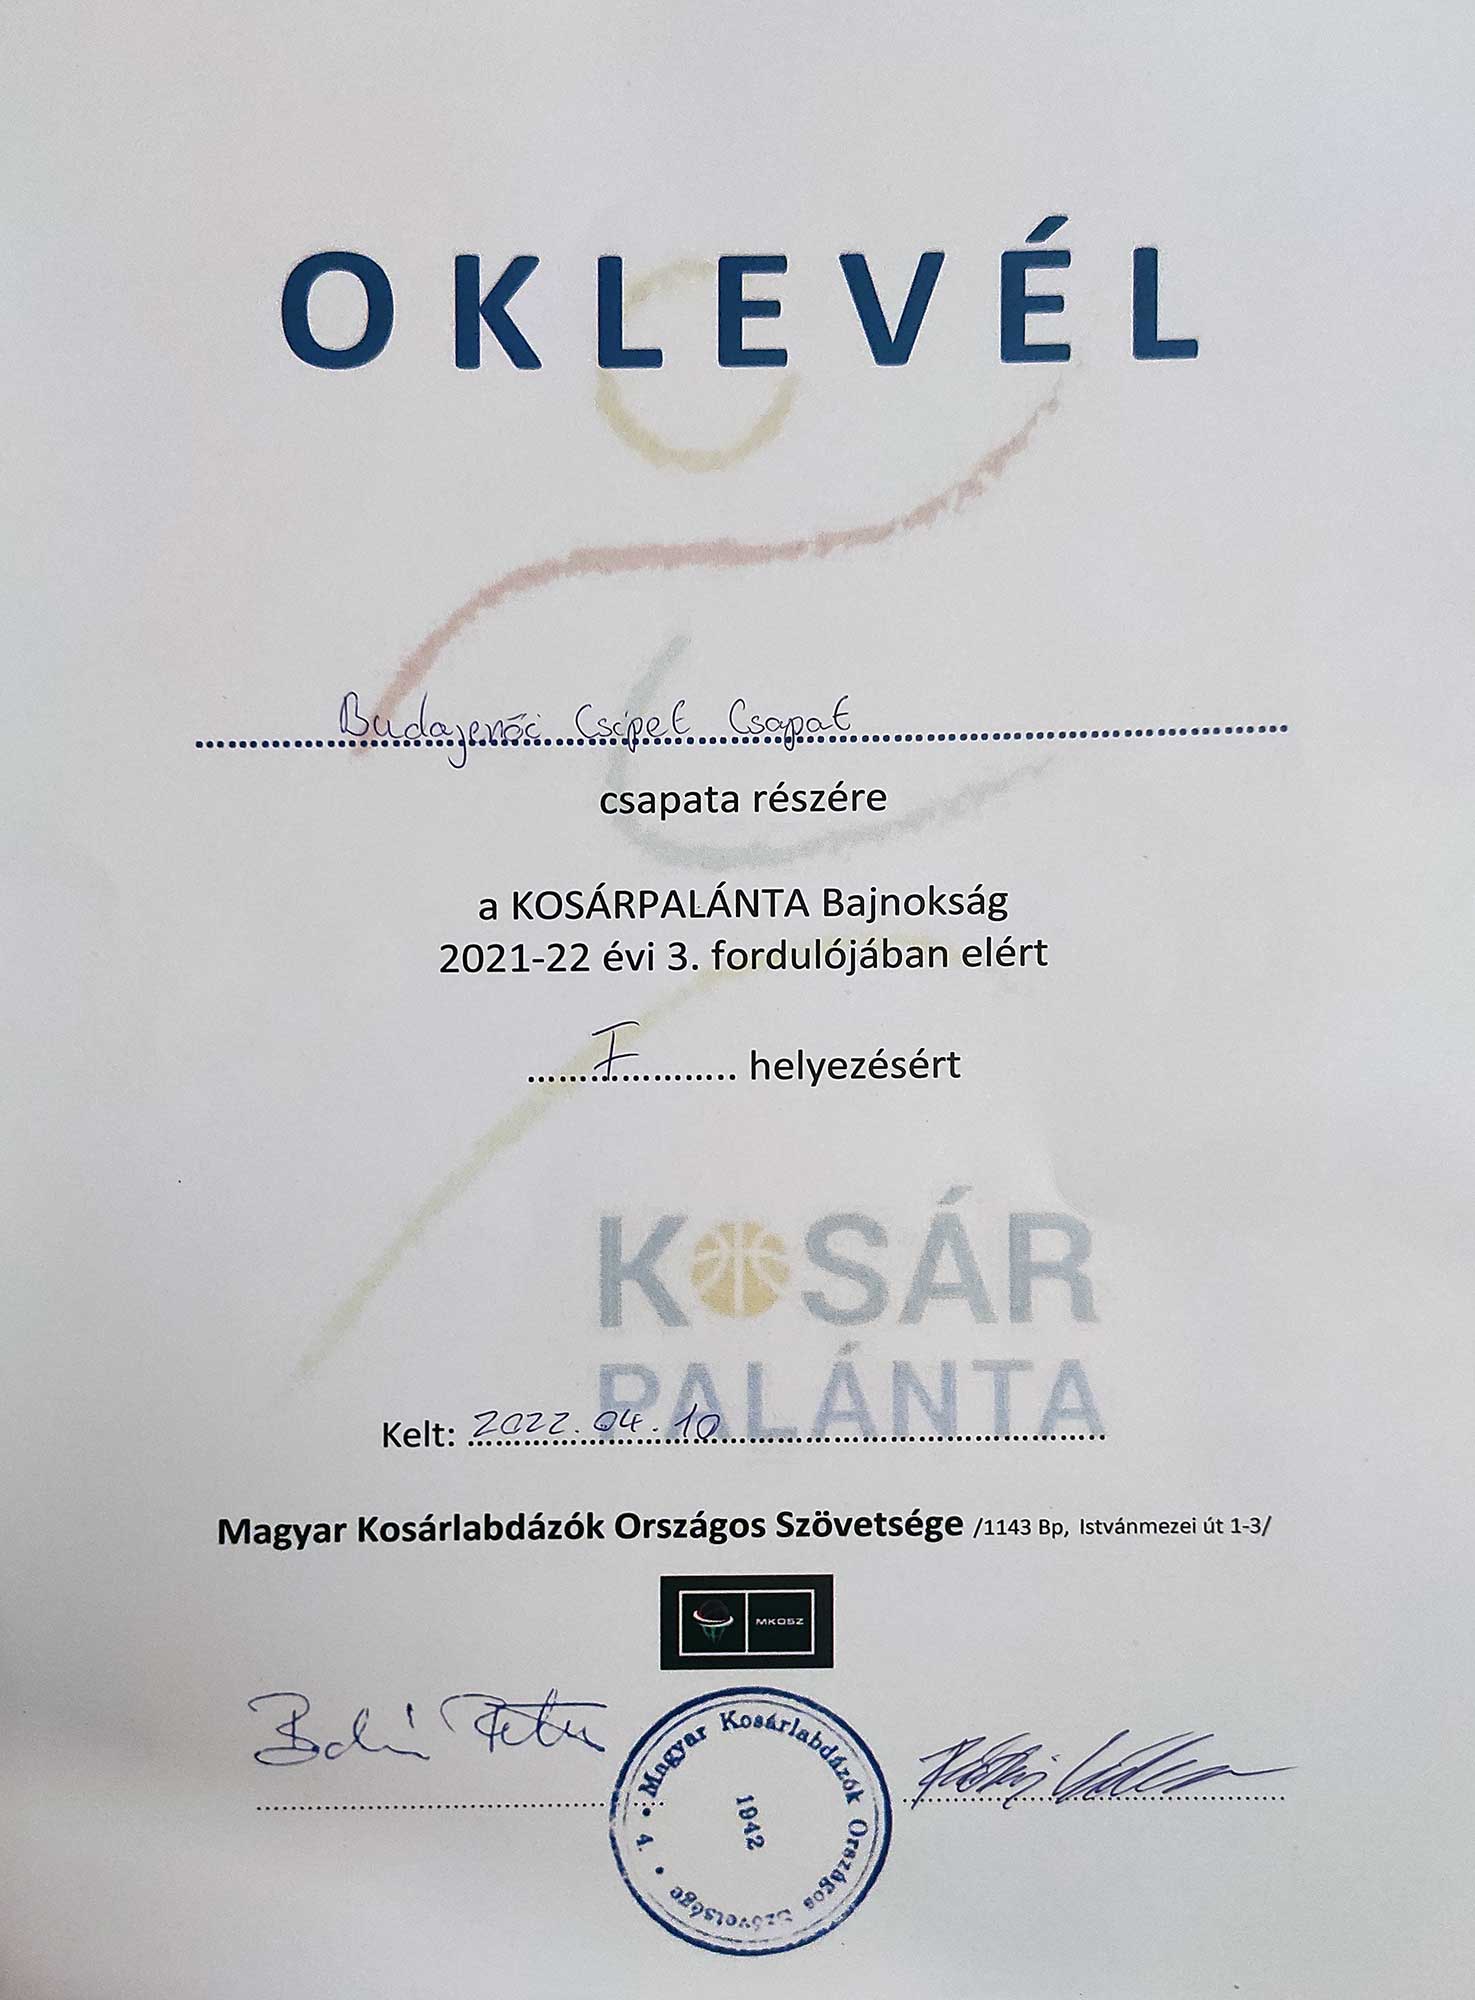 OKLEVÉL
Budajenői Csipet Csapat
csapata részére
a KOSÁRPALÁNTA Bajnokság
2021-22 évi 3. fordulójában elért
I helyezésért
KOSÁR
PALÁNTA
Kelt: 2022.04.10
Magyar Kosárlabdázók Országos Szövetsége /1143 Bp, Istvánmezei út 1-3/
MKOSZ
Magyar Kosárlabdázók Országos Szövetsége
1942
4.